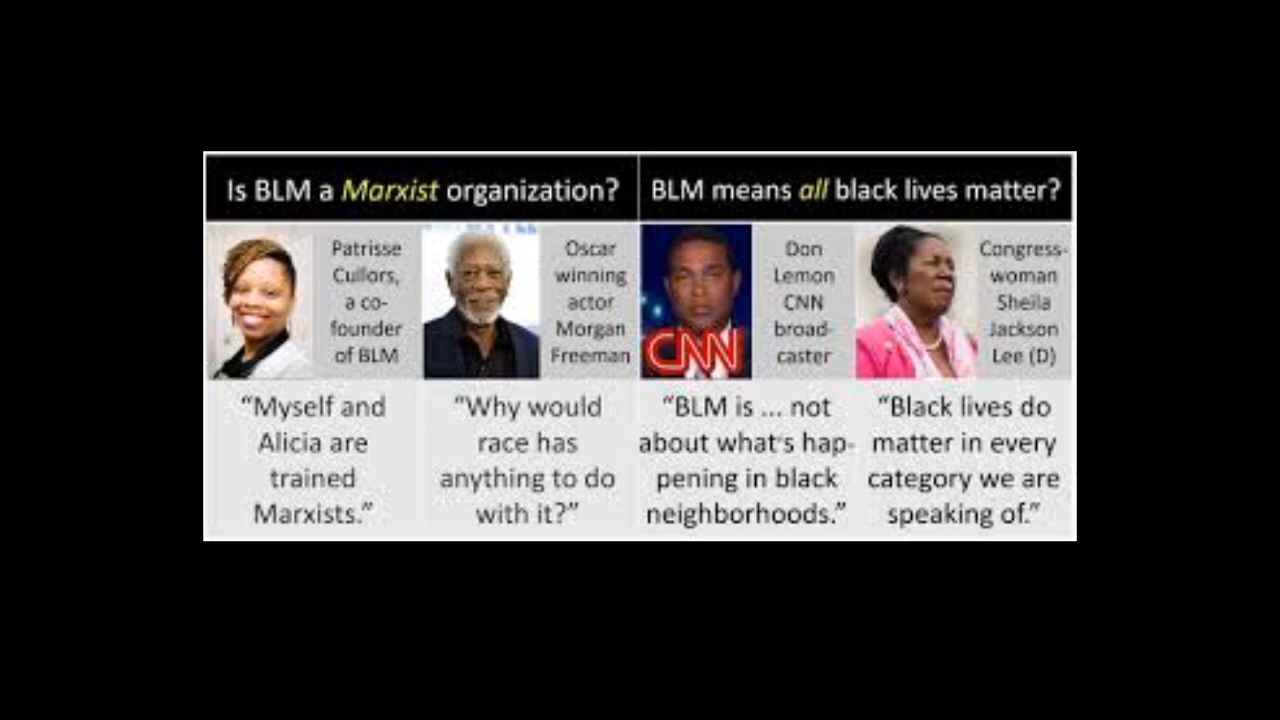 Is BLM a Marxist organization?
BLM means all black lives matter?
Patrisse
Cullors,
a co-
founder
of BLM
Oscar
winning
actor
Morgan
Freeman
CNN
Don
Lemon
CNN
broad-
caster
Congress-
woman
Sheila
Jackson
Lee (D)
“Myself and
Alicia are
trained
Marxists.”
“Why would
race has
anything to do
with it?”
“BLM is ... not
about what's hap-
pening in black
neighborhoods.”
“Black lives do
matter in every
category we are
speaking of.”